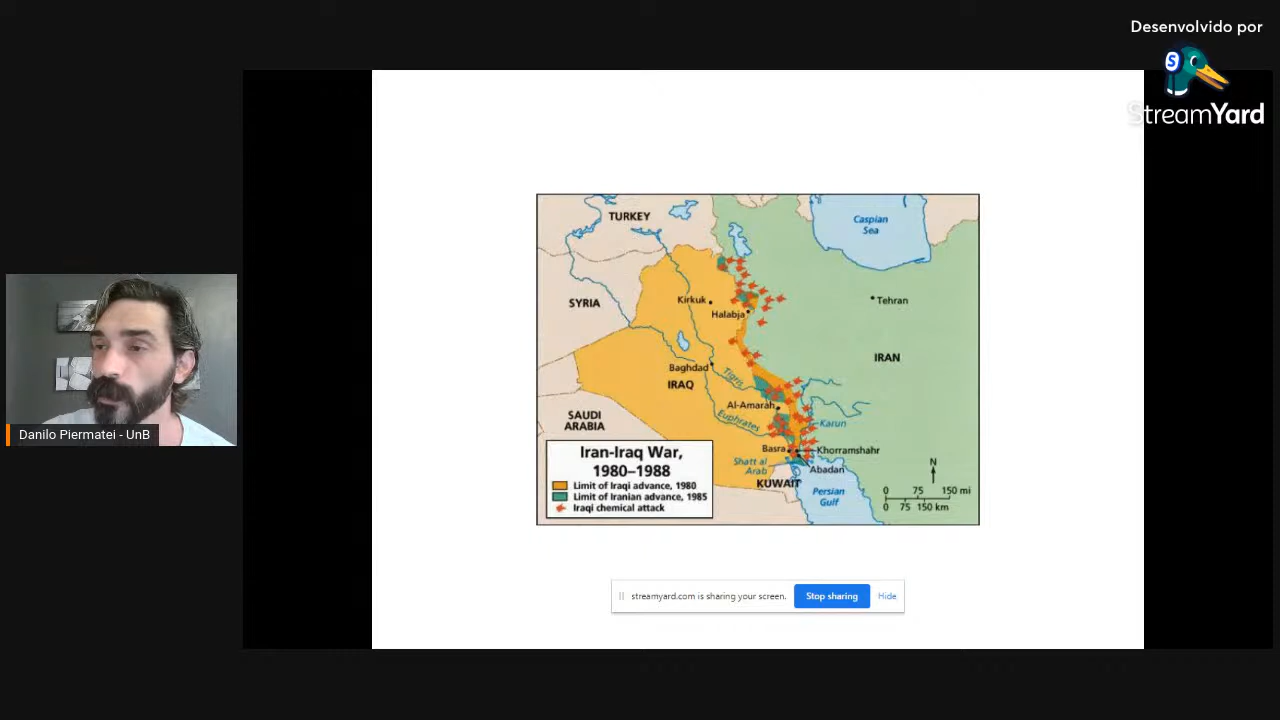 Desenvolvido por
S
StreamYard
TURKEY
Caspian
Sea
SYRIA
Kirkuk
Halabja
Tehran
IRAN
Baghdad
IRAQ
Tigris
SAUDI
ARABIA
Al-Amarah
Euphrates
Karun
Basra
Khorramshahr
Shatt al
Arab
Abadan
KUWAIT
Persian
Gulf
N
0 75 150 mi
0 75 150 km
Iran-Iraq War,
1980–1988
Limit of Iraqi advance, 1980
Limit of Iranian advance, 1985
Iraqi chemical attack
Danilo Piermatei - UnB
streamyard.com is sharing your screen.
Stop sharing
Hide